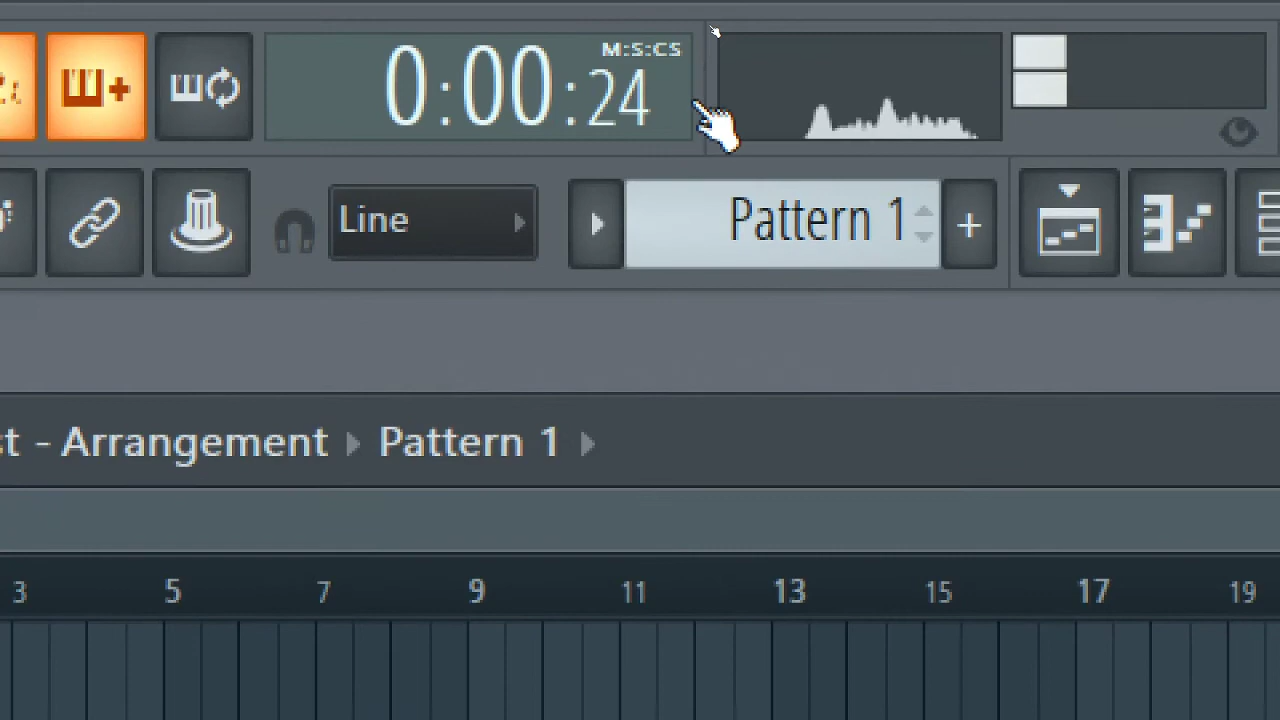 M:S:CS
0:00:24
Line
Pattern 1
+
st - Arrangement
Pattern 1
3 5 7 9 11 13 15 17 19